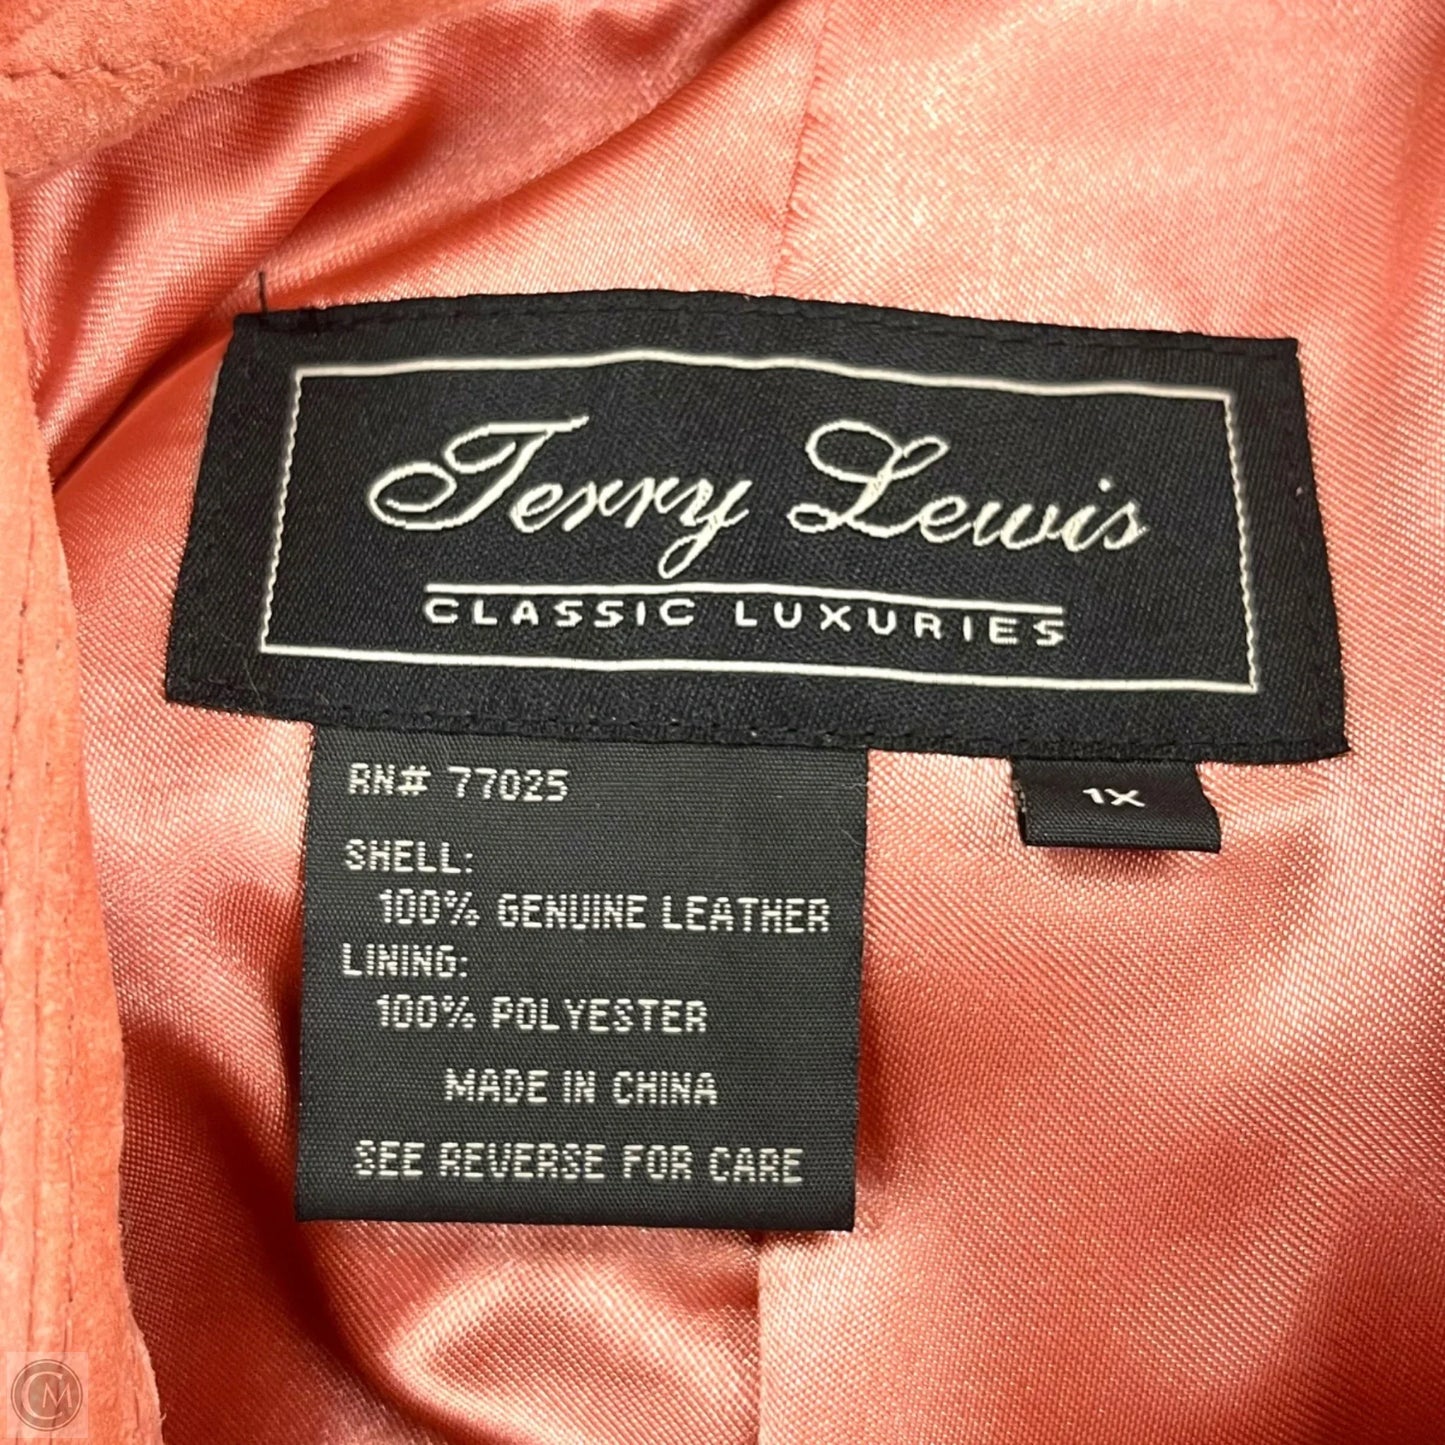 Terry Lewis
CLASSIC LUXURIES
1X
RN# 77025
SHELL:
100% GENUINE LEATHER
LINING:
100% POLYESTER
MADE IN CHINA
SEE REVERSE FOR CARE
CM